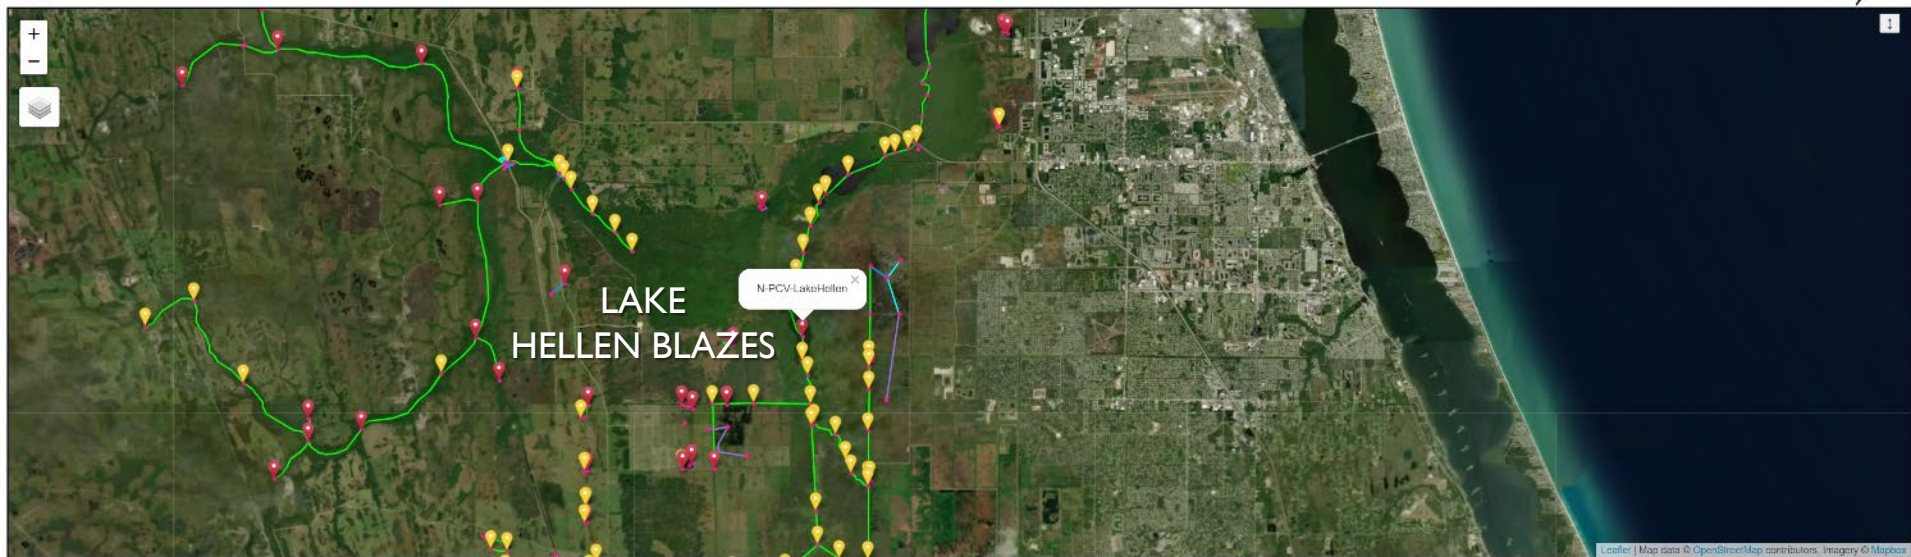 +
−
N-PCV-LakeHellen ×
LAKE
HELLEN BLAZES
Leaflet | Map data © OpenStreetMap contributors, Imagery © Mapbox